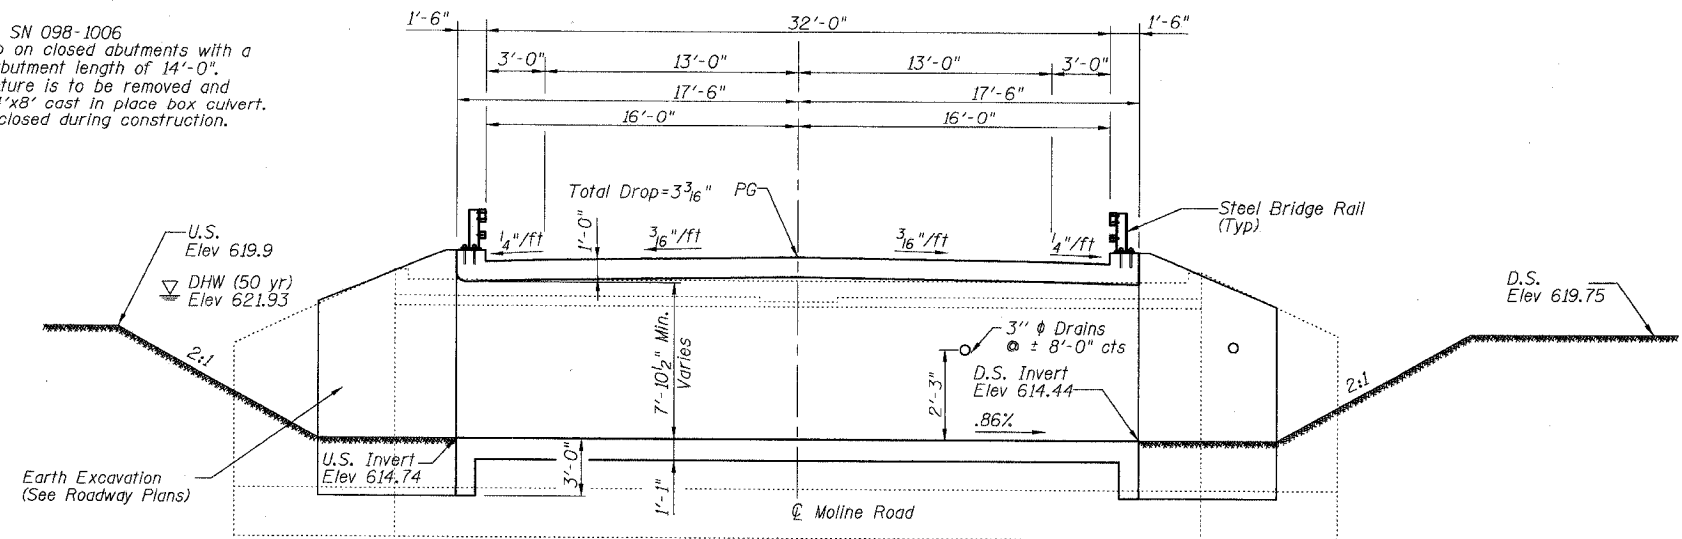 SN 098-1006
on closed abutments with a
butment length of 14'-0".
ture is to be removed and
'x8' cast in place box culvert.
closed during construction.
1'-6"
32'-0"
1'-6"
3'-0"
13'-0"
13'-0"
3'-0"
17'-6"
17'-6"
16'-0"
16'-0"
Total Drop=3 3/16"
PG
Steel Bridge Rail
(Typ)
1/4"/ft
1'-0"
3/16"/ft
3/16"/ft
1/4"/ft
U.S.
Elev 619.9
DHW (50 yr)
Elev 621.93
D.S.
Elev 619.75
2:1
7'-10 1/2" Min.
Varies
3" ϕ Drains
@ ± 8'-0" cts
2'-3"
D.S. Invert
Elev 614.44
.86%
2:1
Earth Excavation
(See Roadway Plans)
U.S. Invert
Elev 614.74
3'-0"
1'-1"
℄ Moline Road